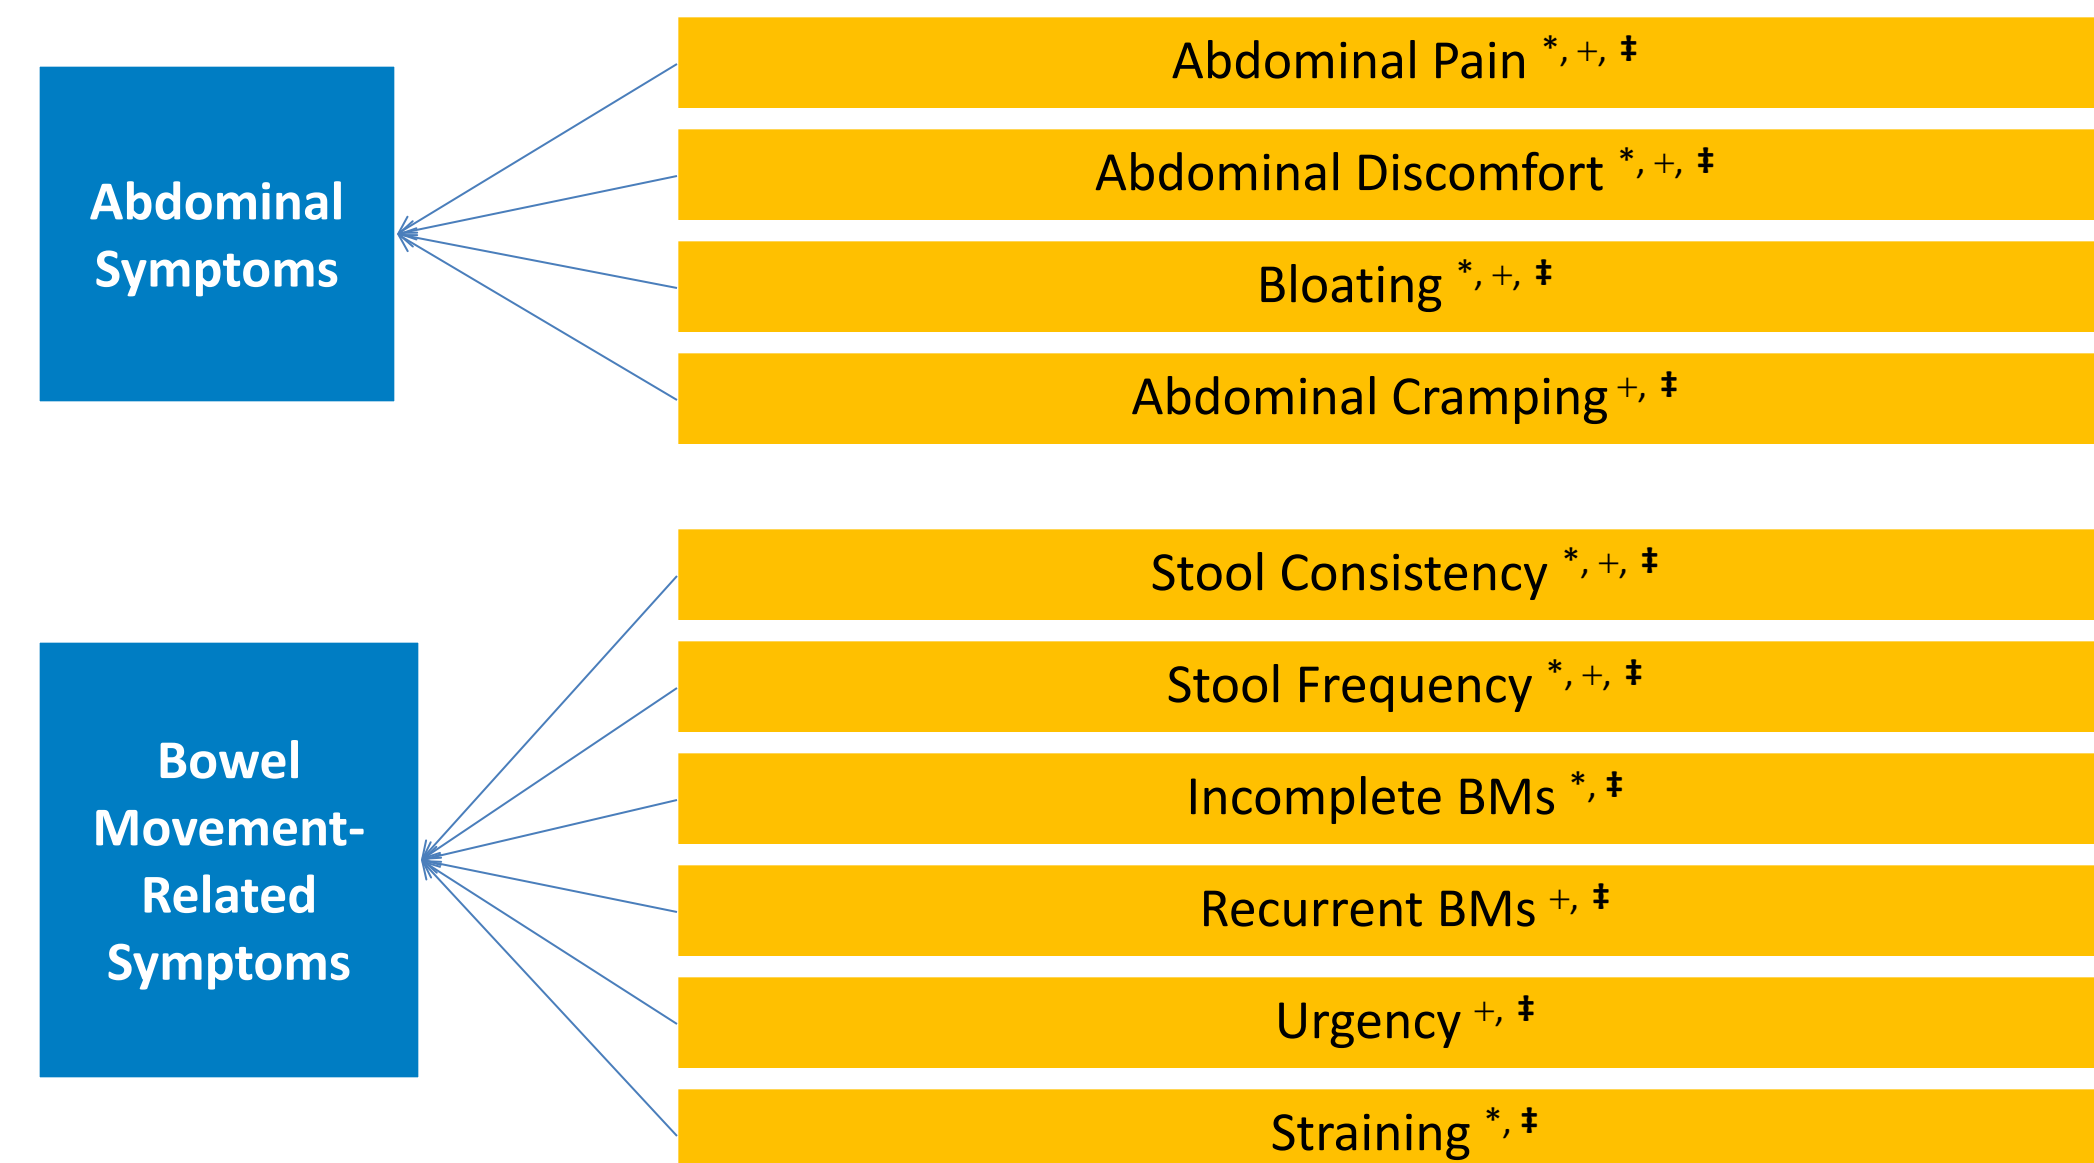 Abdominal
Symptoms
Abdominal Pain *, +, ‡
Abdominal Discomfort *, +, ‡
Bloating *, +, ‡
Abdominal Cramping +, ‡
Bowel
Movement-
Related
Symptoms
Stool Consistency *, +, ‡
Stool Frequency *, +, ‡
Incomplete BMs *, ‡
Recurrent BMs +, ‡
Urgency +, ‡
Straining *, ‡